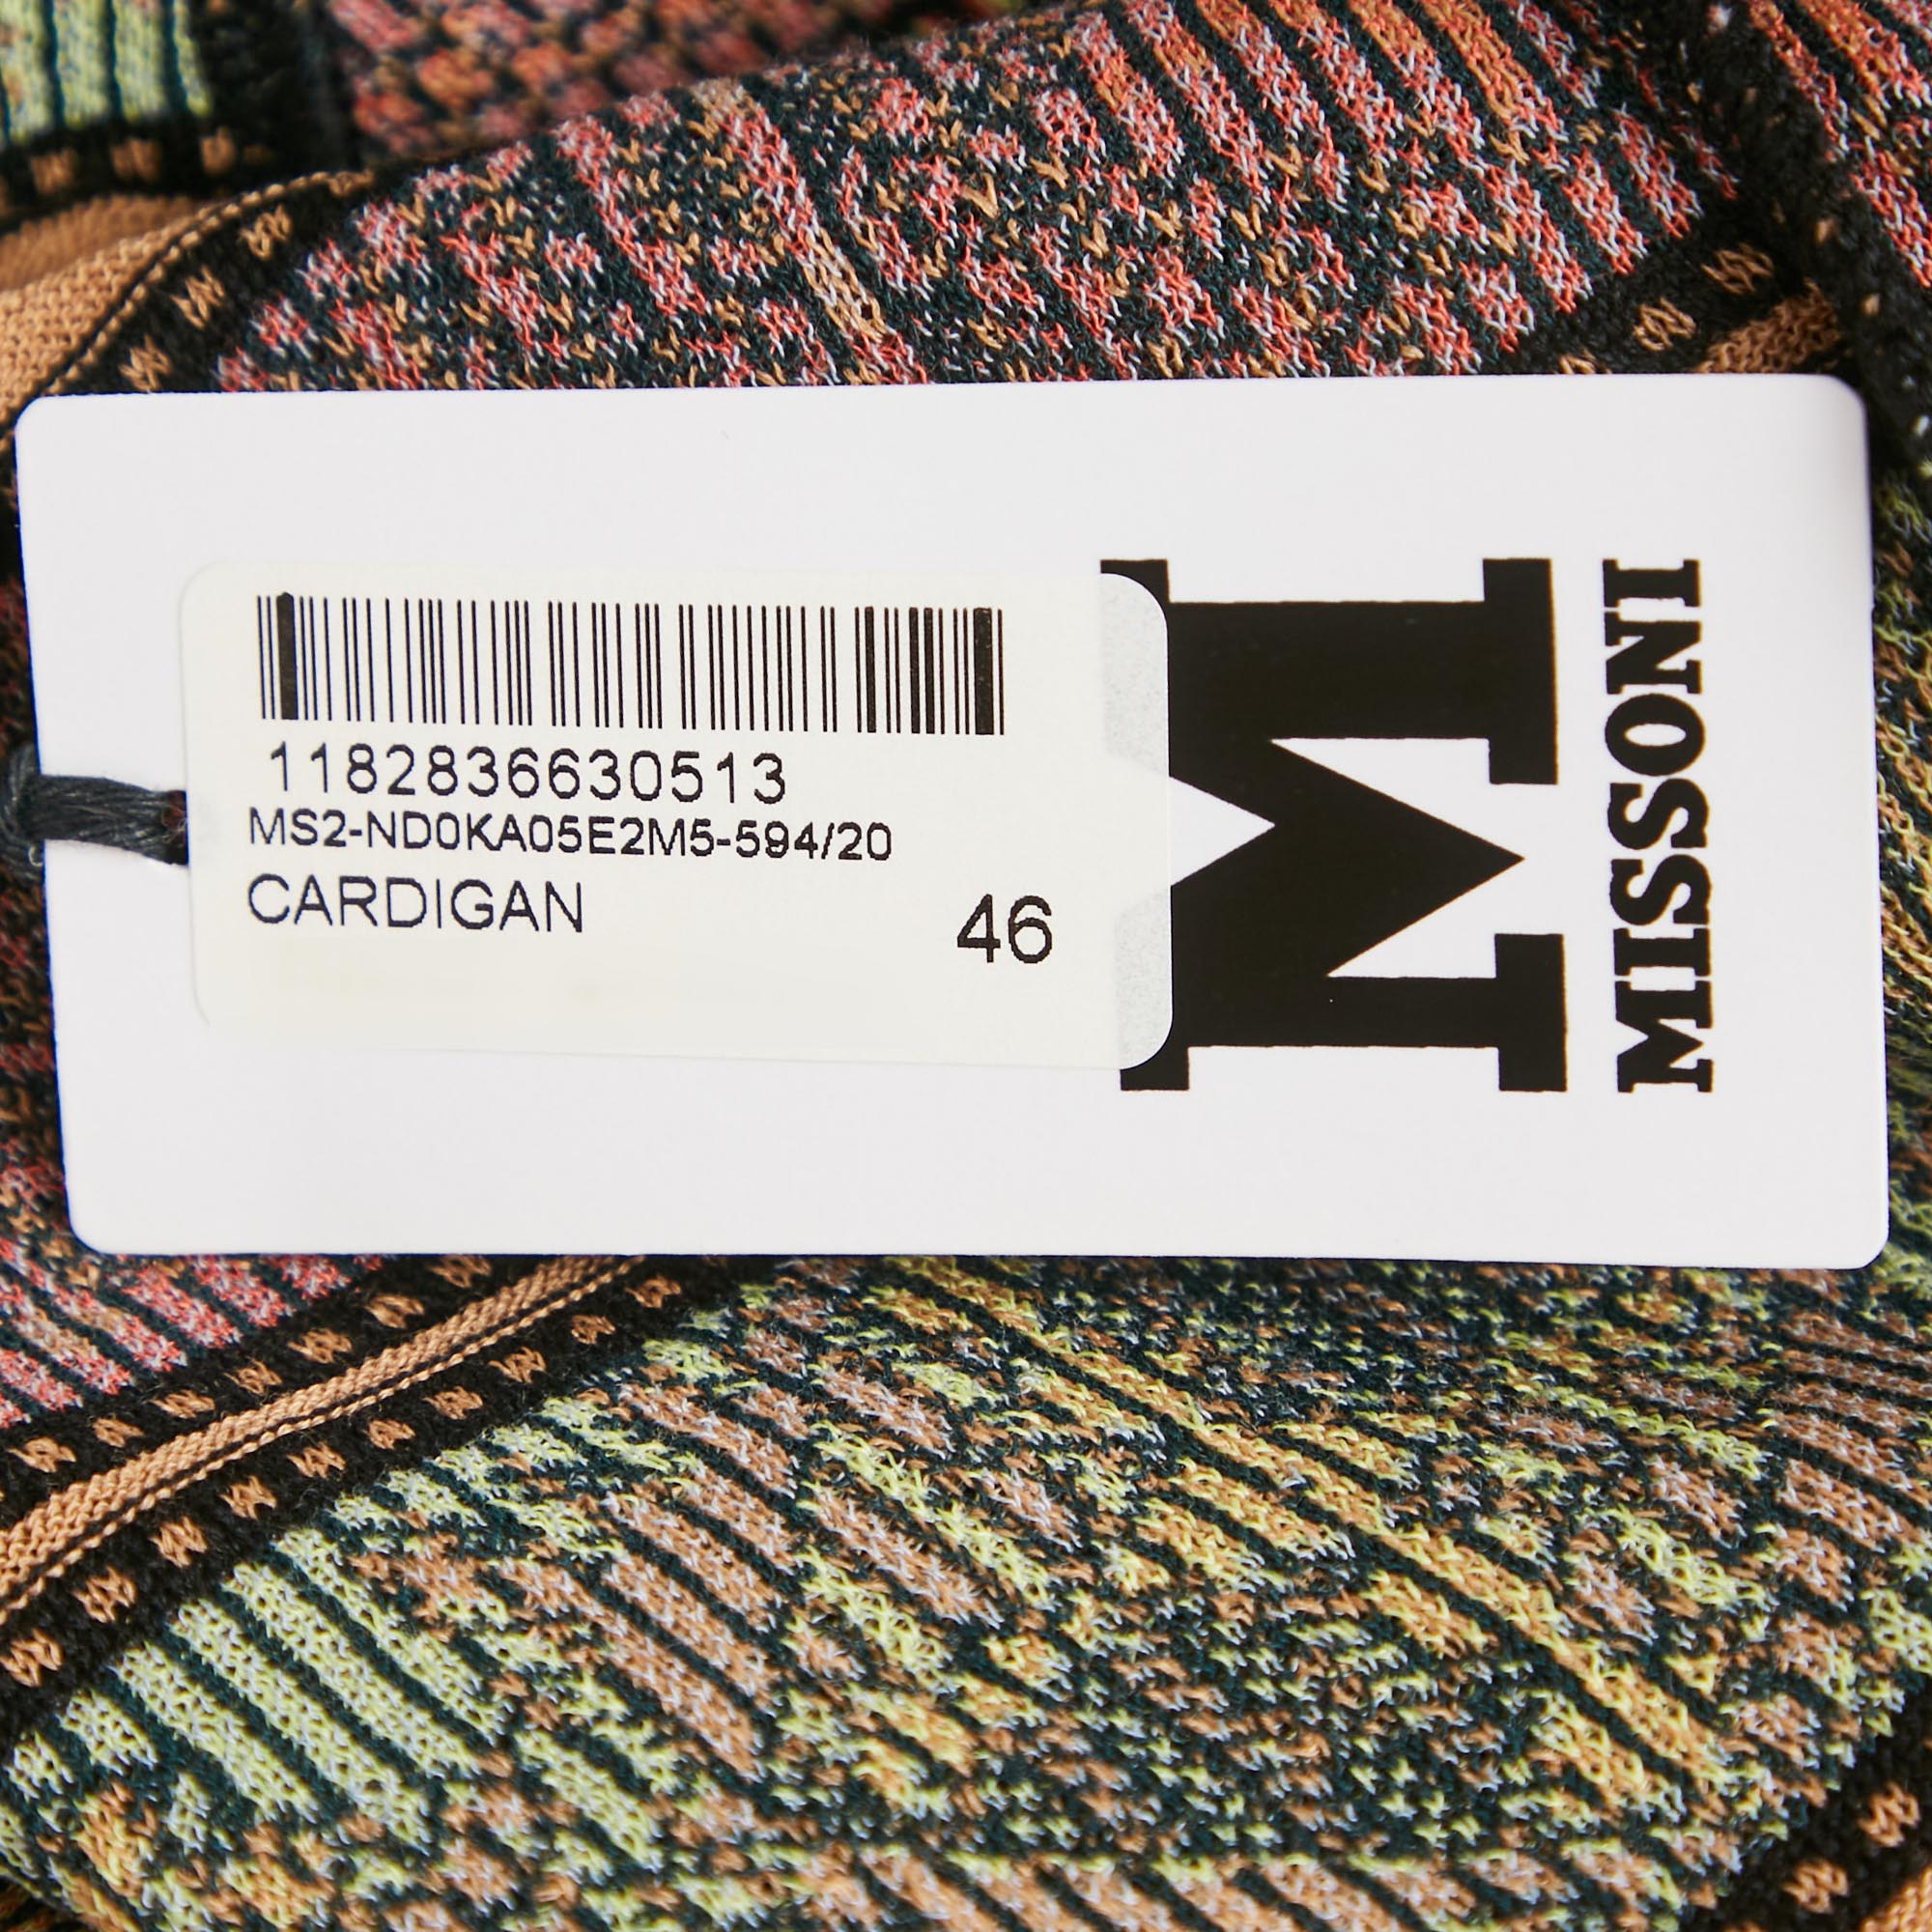 1182836630513
MS2-ND0KA05E2M5-594/20
CARDIGAN
46
M
MISSONI